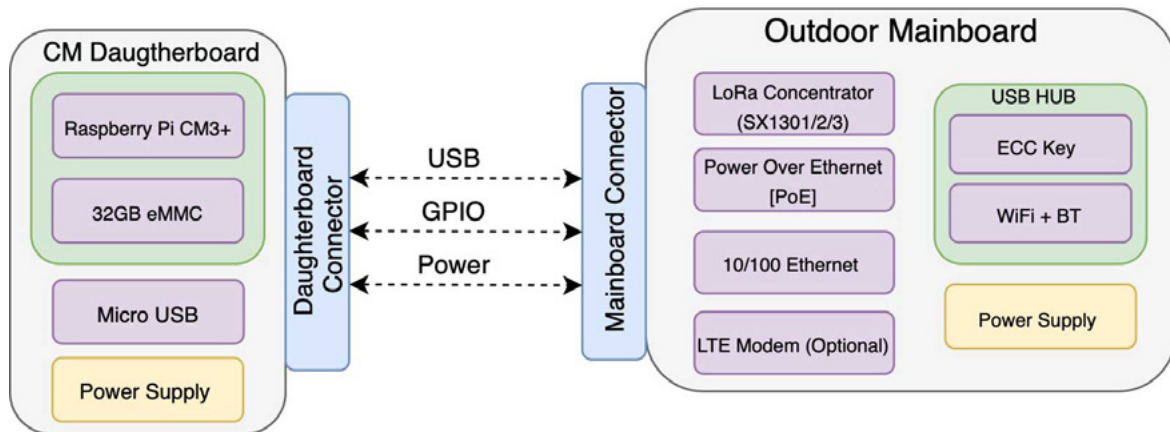 CM Daugtherboard
Raspberry Pi CM3+
32GB eMMC
Micro USB
Power Supply
Daughterboard
Connector
USB
GPIO
Power
Mainboard Connector
Outdoor Mainboard
LoRa Concentrator
(SX1301/2/3)
Power Over Ethernet
[PoE]
10/100 Ethernet
LTE Modem (Optional)
USB HUB
ECC Key
WiFi + BT
Power Supply